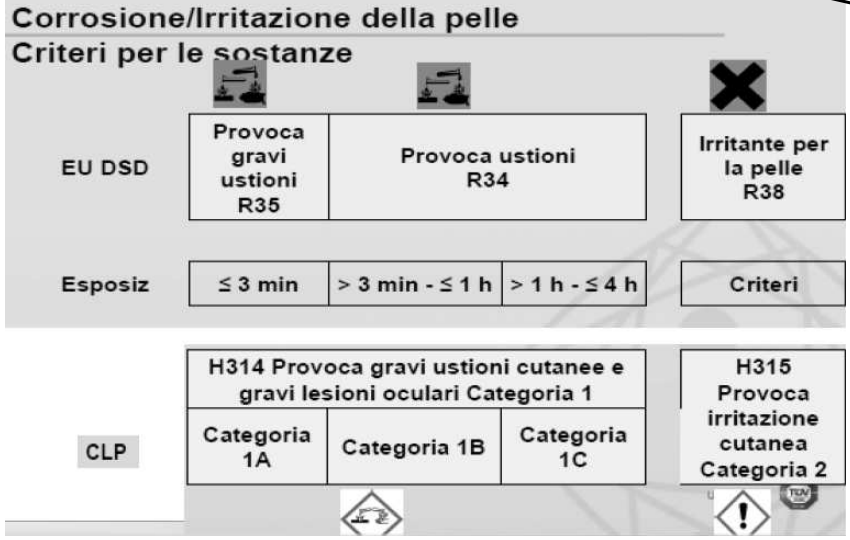 Corrosione/Irritazione della pelle
Criteri per le sostanze
EU DSD
Provoca
gravi
ustioni
R35
Provoca ustioni
R34
Irritante per
la pelle
R38
Esposiz
≤ 3 min
> 3 min - ≤ 1 h
> 1 h - ≤ 4 h
Criteri
CLP
H314 Provoca gravi ustioni cutanee e
gravi lesioni oculari Categoria 1
Categoria
1A
Categoria 1B
Categoria
1C
H315
Provoca
irritazione
cutanea
Categoria 2
TÜV